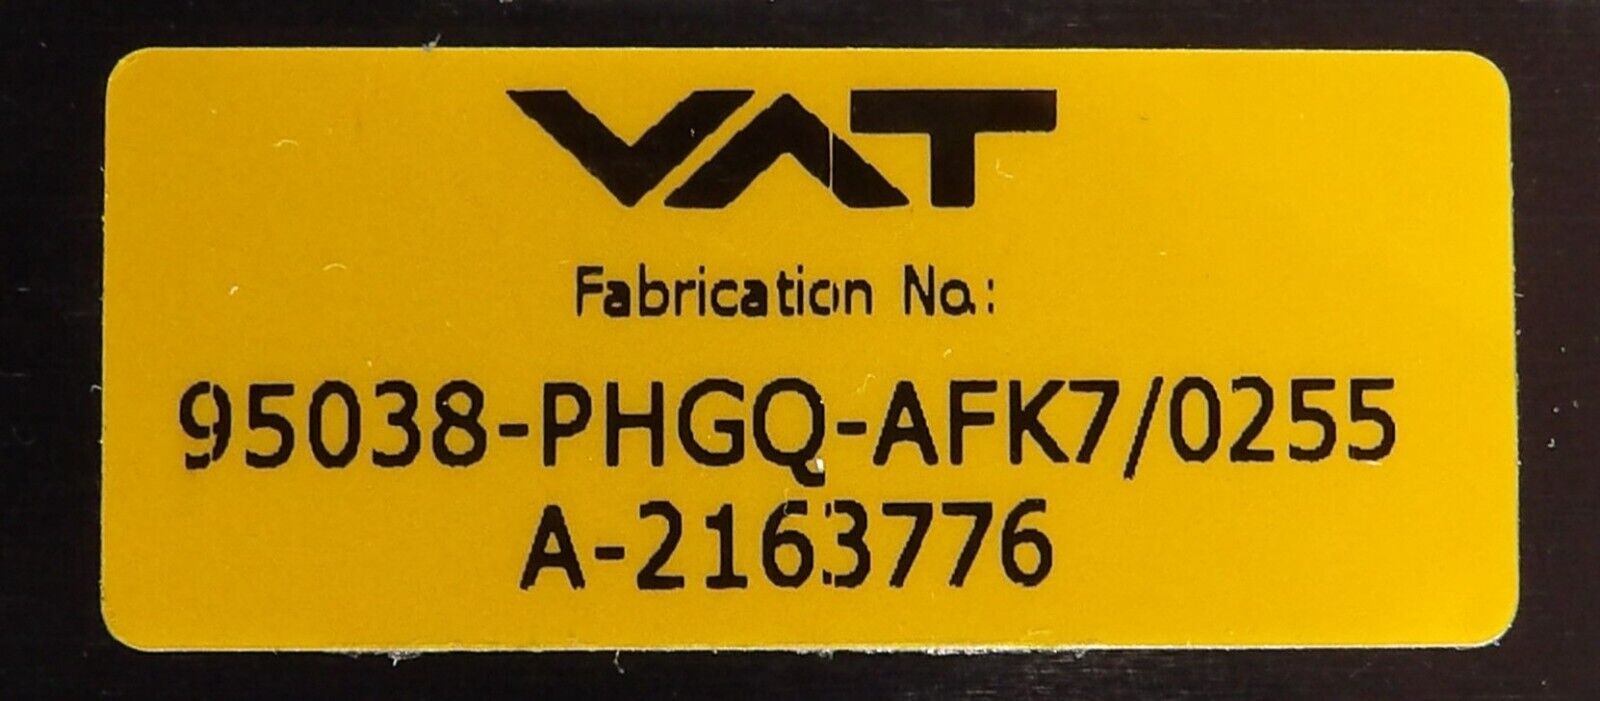 VAT
Fabrication No.:
95038-PHGQ-AFK7/0255
A-2163776